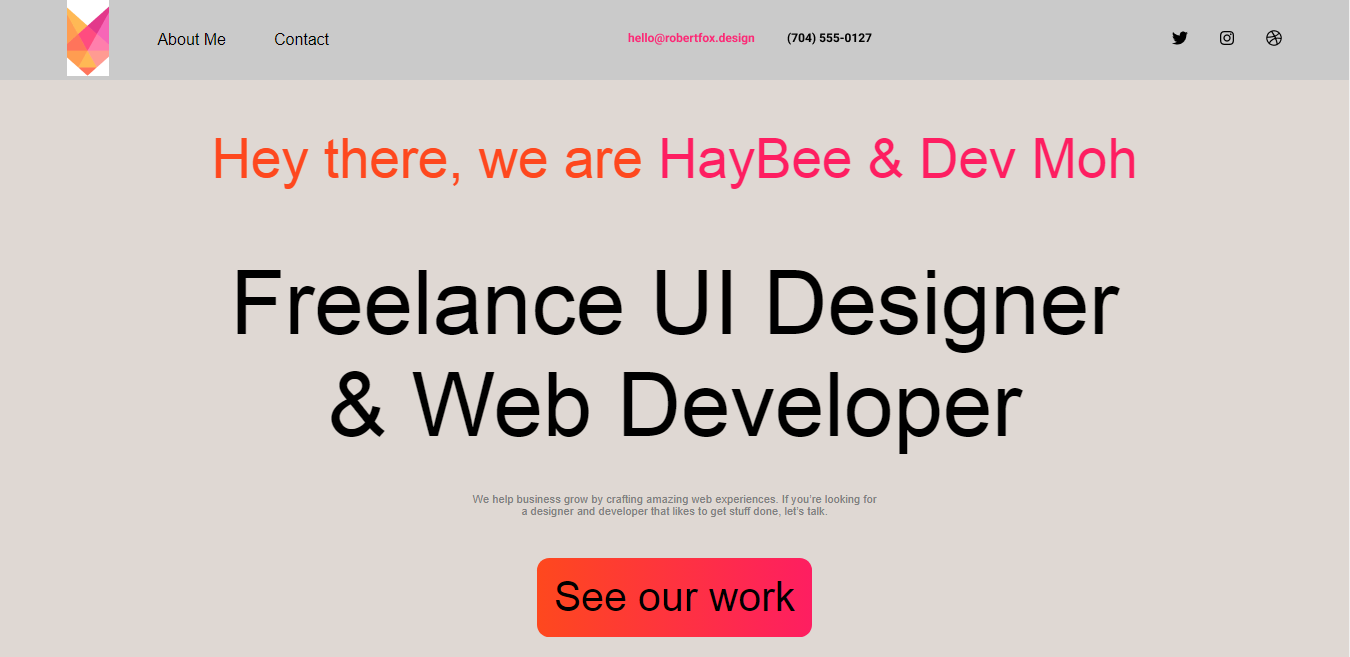 About Me Contact hello@robertfox.design (704) 555-0127
Hey there, we are HayBee & Dev Moh
Freelance UI Designer
& Web Developer
We help business grow by crafting amazing web experiences. If you’re looking for
a designer and developer that likes to get stuff done, let’s talk.
See our work